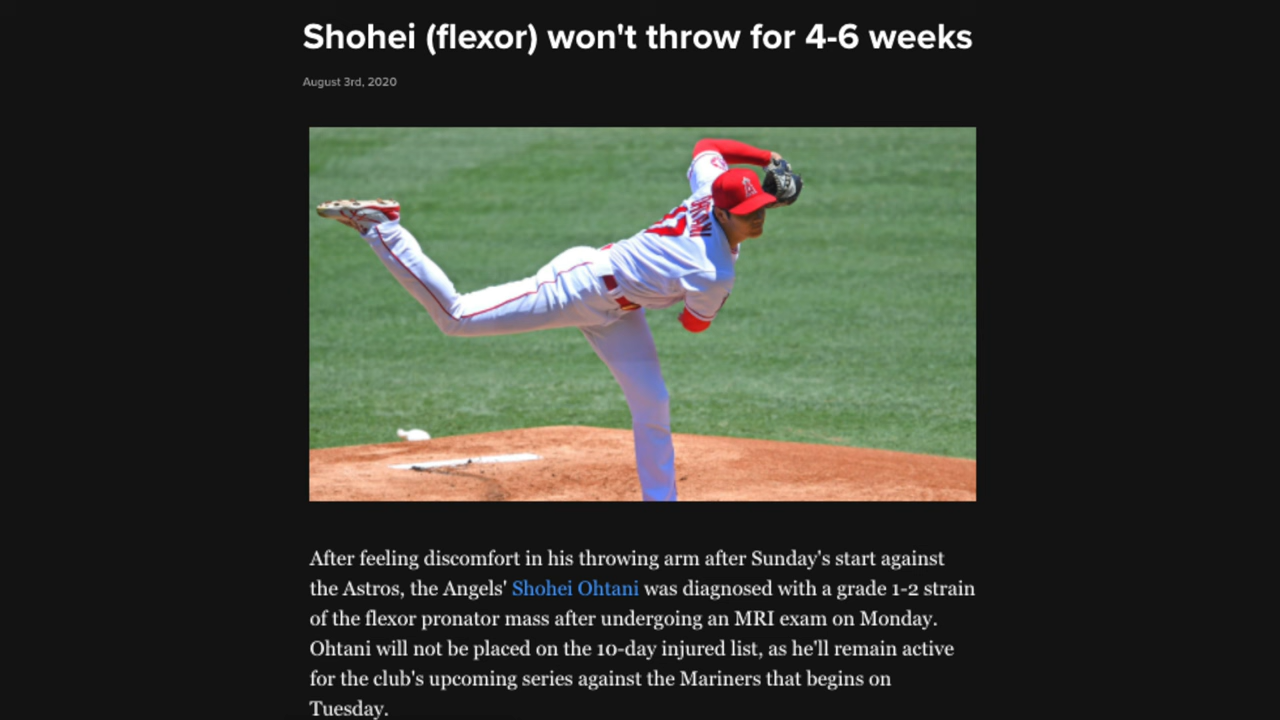 Shohei (flexor) won't throw for 4-6 weeks
August 3rd, 2020
A
OHTANI
17
After feeling discomfort in his throwing arm after Sunday's start against
the Astros, the Angels' Shohei Ohtani was diagnosed with a grade 1-2 strain
of the flexor pronator mass after undergoing an MRI exam on Monday.
Ohtani will not be placed on the 10-day injured list, as he'll remain active
for the club's upcoming series against the Mariners that begins on
Tuesday.